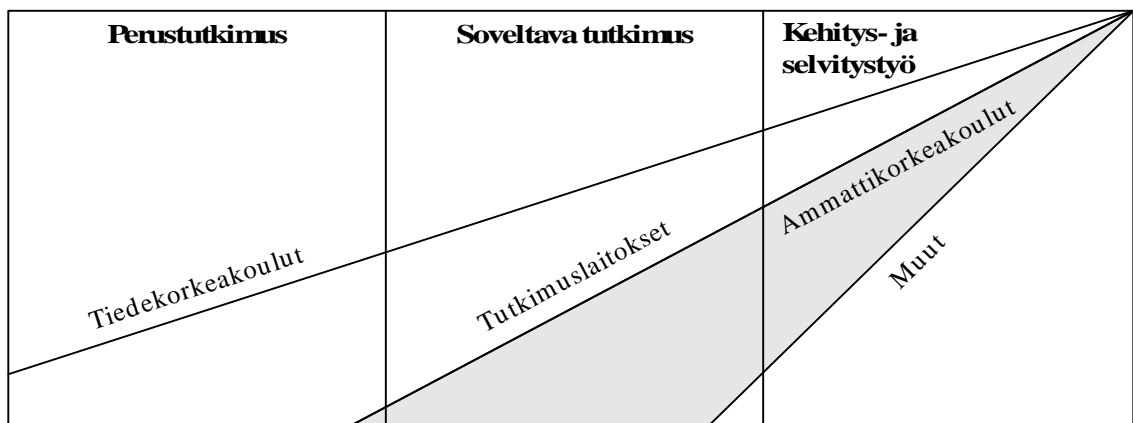 Perustutkimus
Soveltava tutkimus
Kehitys- ja
selvitystyö
Tiedekorkeakoulut
Tutkimuslaitokset
Ammattikorkeakoulut
Muut